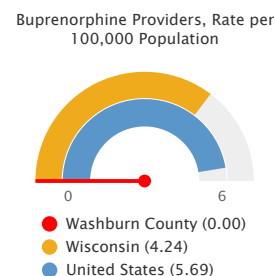 Buprenorphine Providers, Rate per
100,000 Population
0 6
Washburn County (0.00)
Wisconsin (4.24)
United States (5.69)